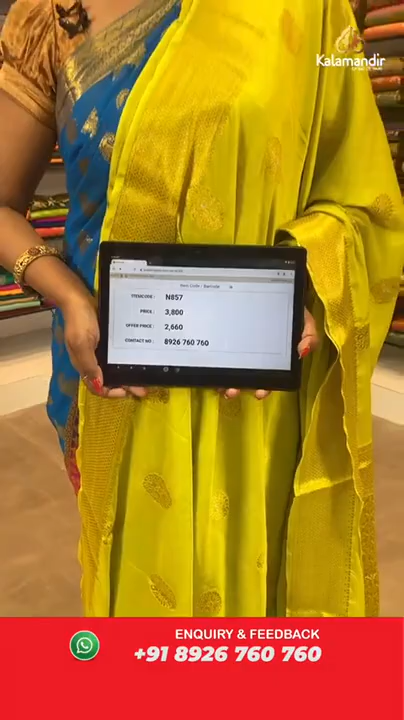 Kalamandir
ITEMCODE : N857
PRICE : 3,800
OFFER PRICE : 2,660
CONTACT NO : 8926 760 760
ENQUIRY & FEEDBACK
+91 8926 760 760